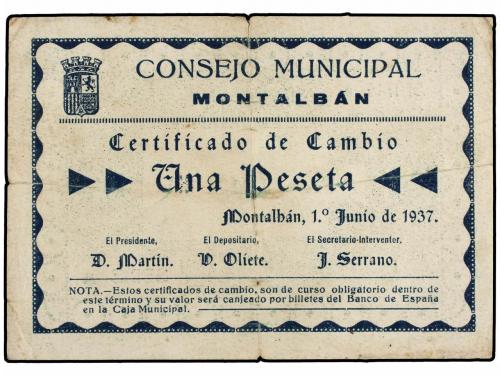 CONSEJO MUNICIPAL
MONTALBÁN
Certificado de Cambio
Una Peseta
Montalbán, 1.º Junio de 1937.
El Presidente, El Depositario, El Secretario-Interventor,
D. Martín. V. Oliete. J. Serrano.
NOTA.—Estos certificados de cambio, son de curso obligatorio dentro de
este término y su valor será canjeado por billetes del Banco de España
en la Caja Municipal.